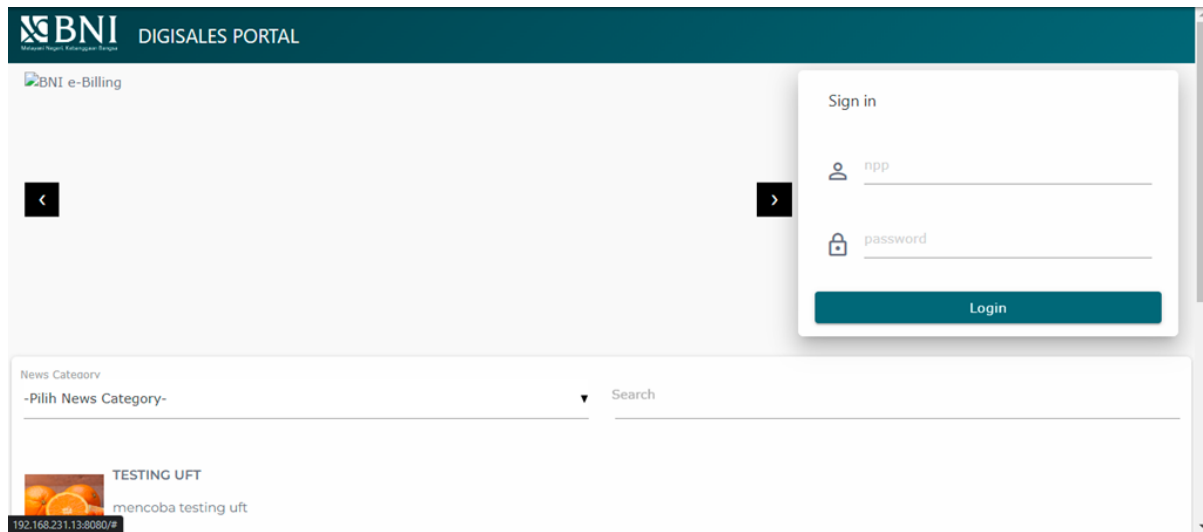 BNI
Melayani Negeri, Kebanggaan Bangsa
DIGISALES PORTAL
BNI e-Billing
Sign in
npp
password
Login
News Category
-Pilih News Category-
Search
TESTING UFT
mencoba testing uft
192.168.231.13:8080/#